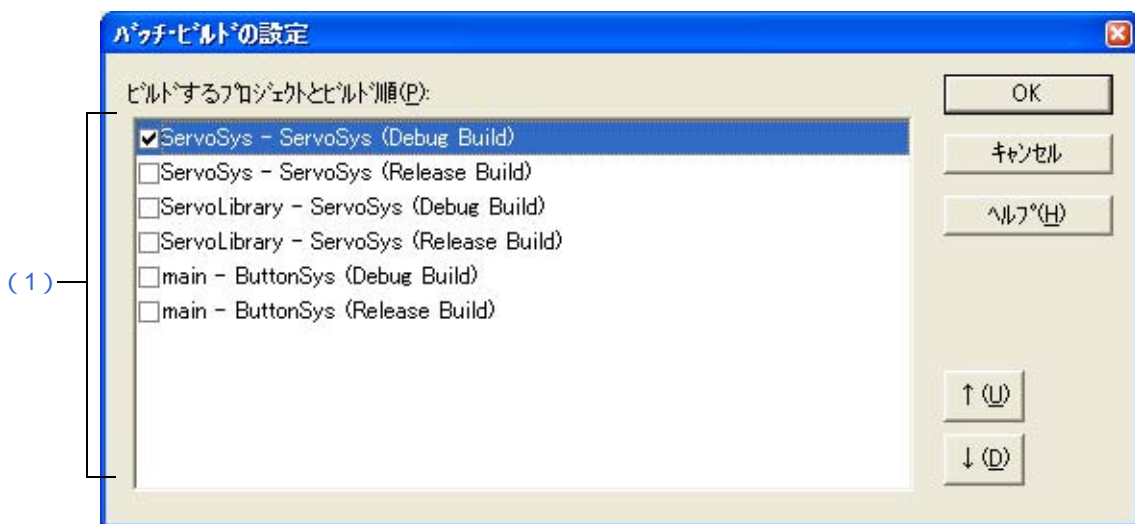 バッチ・ビルドの設定
ビルドするプロジェクトとビルド順(P):
OK
ServoSys - ServoSys (Debug Build)
キャンセル
ServoSys - ServoSys (Release Build)
ServoLibrary - ServoSys (Debug Build)
ヘルプ(H)
ServoLibrary - ServoSys (Release Build)
(1)
main - ButtonSys (Debug Build)
main - ButtonSys (Release Build)
↑(U)
↓(D)